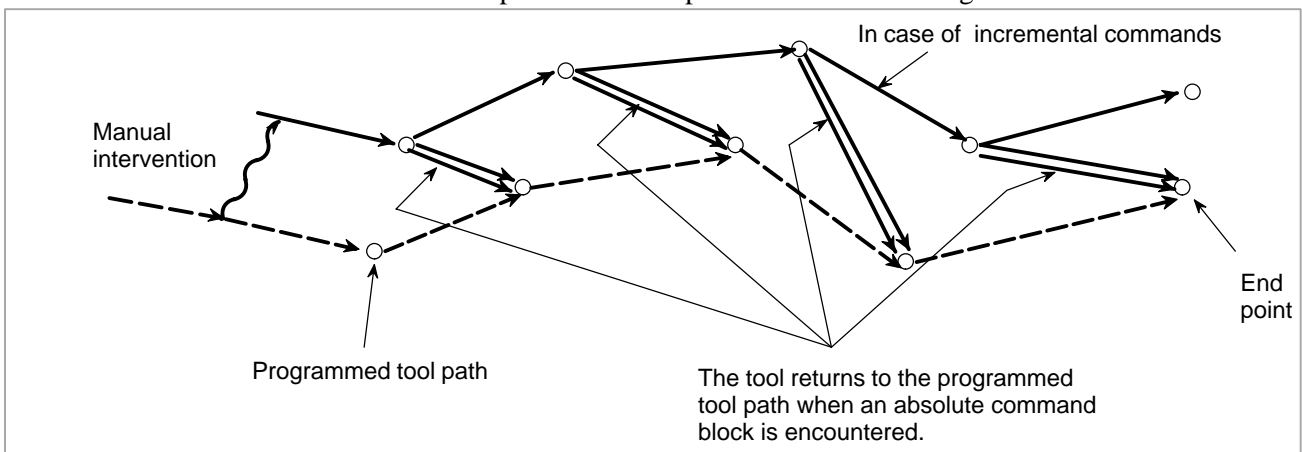 In case of incremental commands
Manual
intervention
End
point
Programmed tool path
The tool returns to the programmed
tool path when an absolute command
block is encountered.